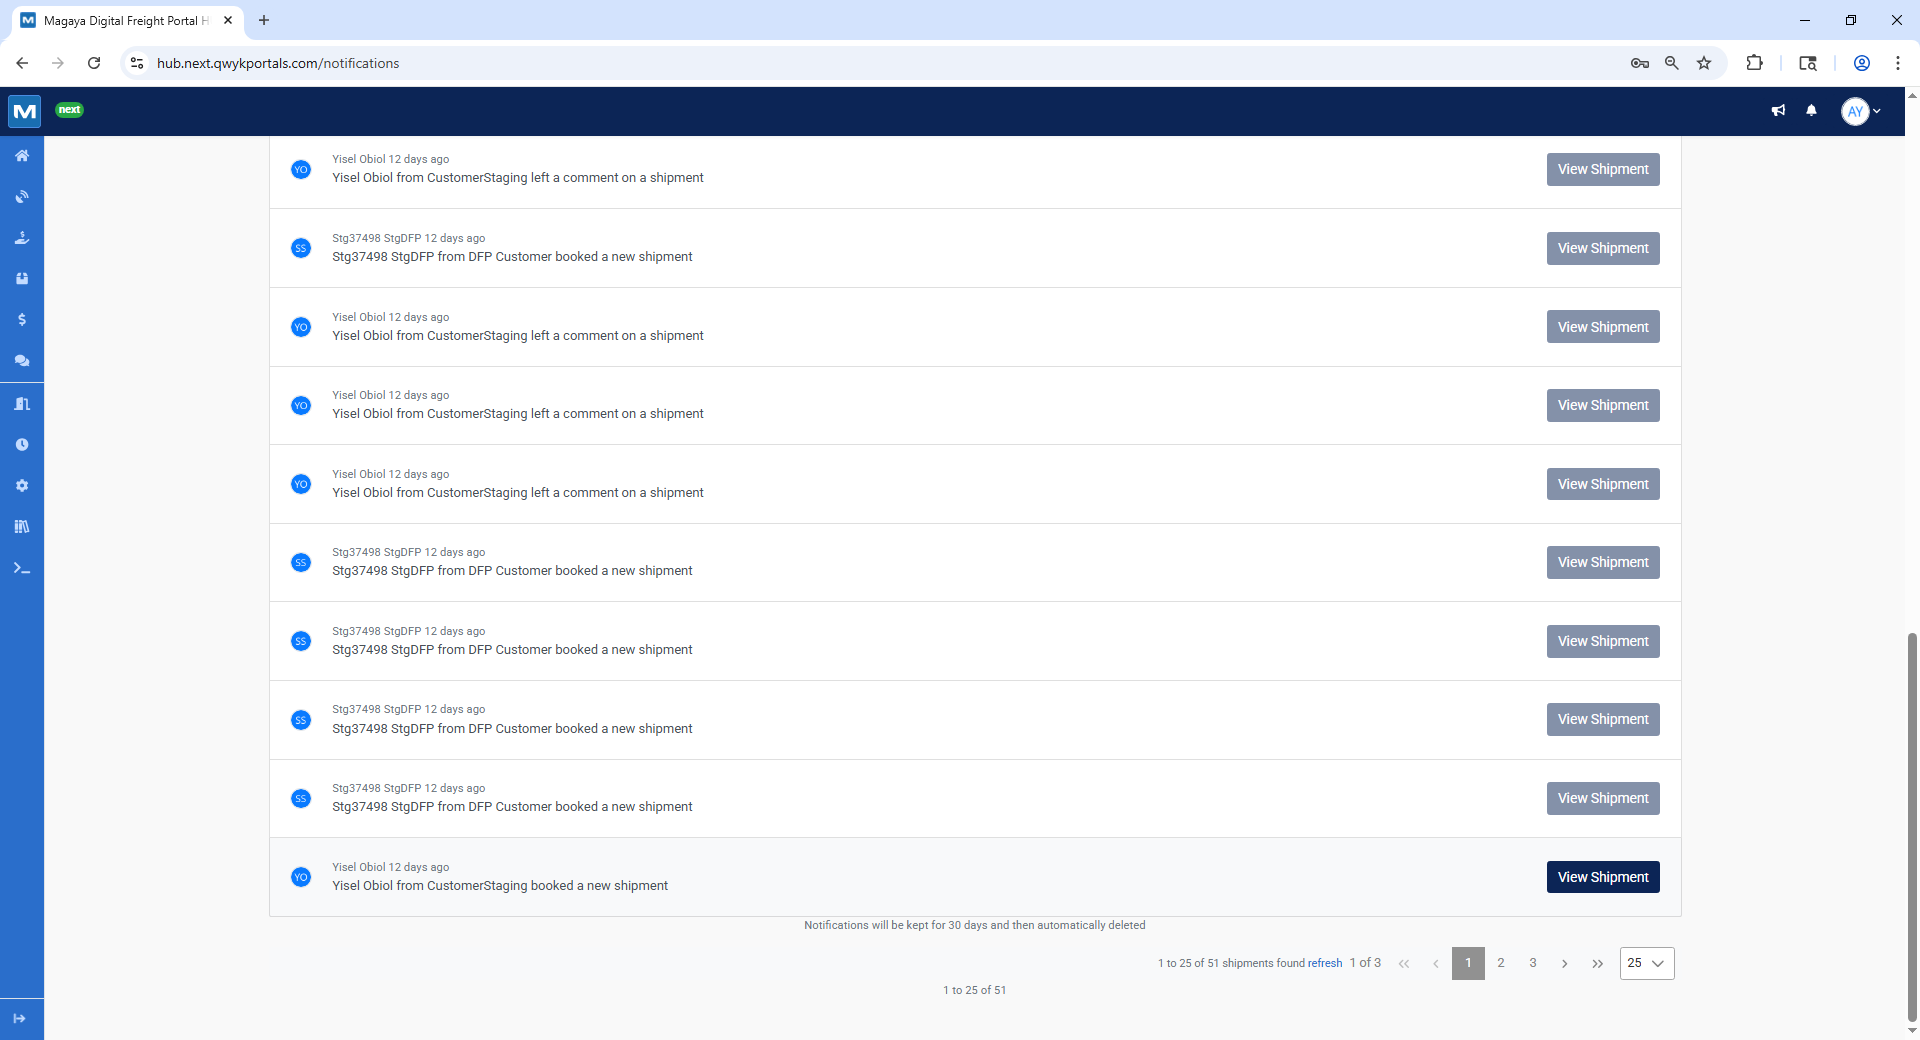 Magaya Digital Freight Portal H
hub.next.qwykportals.com/notifications
M next AY
Yisel Obiol 12 days ago
YO Yisel Obiol from CustomerStaging left a comment on a shipment View Shipment
Stg37498 StgDFP 12 days ago
SS Stg37498 StgDFP from DFP Customer booked a new shipment View Shipment
Yisel Obiol 12 days ago
YO Yisel Obiol from CustomerStaging left a comment on a shipment View Shipment
Yisel Obiol 12 days ago
YO Yisel Obiol from CustomerStaging left a comment on a shipment View Shipment
Yisel Obiol 12 days ago
YO Yisel Obiol from CustomerStaging left a comment on a shipment View Shipment
Stg37498 StgDFP 12 days ago
SS Stg37498 StgDFP from DFP Customer booked a new shipment View Shipment
Stg37498 StgDFP 12 days ago
SS Stg37498 StgDFP from DFP Customer booked a new shipment View Shipment
Stg37498 StgDFP 12 days ago
SS Stg37498 StgDFP from DFP Customer booked a new shipment View Shipment
Stg37498 StgDFP 12 days ago
SS Stg37498 StgDFP from DFP Customer booked a new shipment View Shipment
Yisel Obiol 12 days ago
YO Yisel Obiol from CustomerStaging booked a new shipment View Shipment
Notifications will be kept for 30 days and then automatically deleted
1 to 25 of 51 shipments found refresh 1 of 3 « ‹ 1 2 3 › » 25
1 to 25 of 51